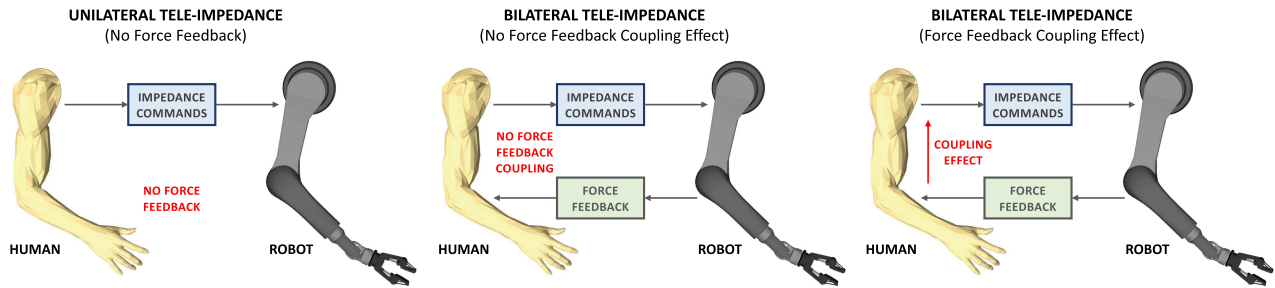 UNILATERAL TELE-IMPEDANCE
(No Force Feedback)
IMPEDANCE
COMMANDS
NO FORCE
FEEDBACK
HUMAN
ROBOT
BILATERAL TELE-IMPEDANCE
(No Force Feedback Coupling Effect)
IMPEDANCE
COMMANDS
NO FORCE
FEEDBACK
COUPLING
FORCE
FEEDBACK
HUMAN
ROBOT
BILATERAL TELE-IMPEDANCE
(Force Feedback Coupling Effect)
IMPEDANCE
COMMANDS
COUPLING
EFFECT
FORCE
FEEDBACK
HUMAN
ROBOT